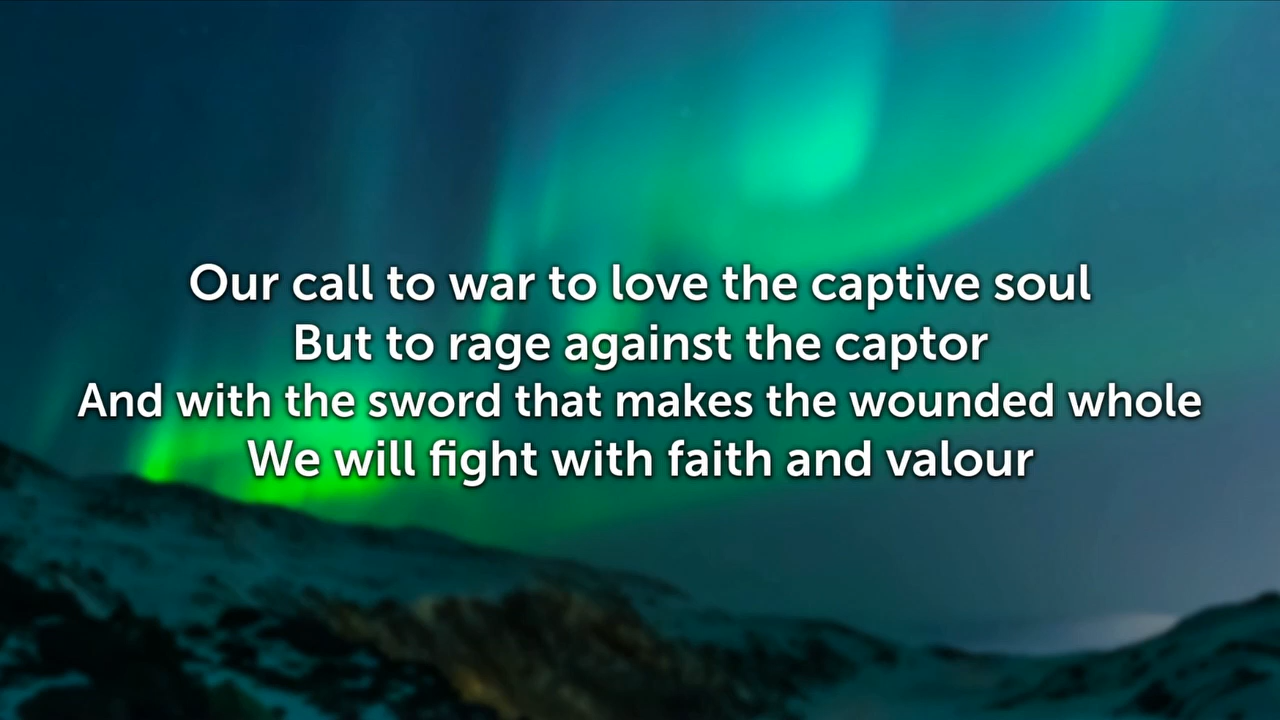 Our call to war to love the captive soul
But to rage against the captor
And with the sword that makes the wounded whole
We will fight with faith and valour